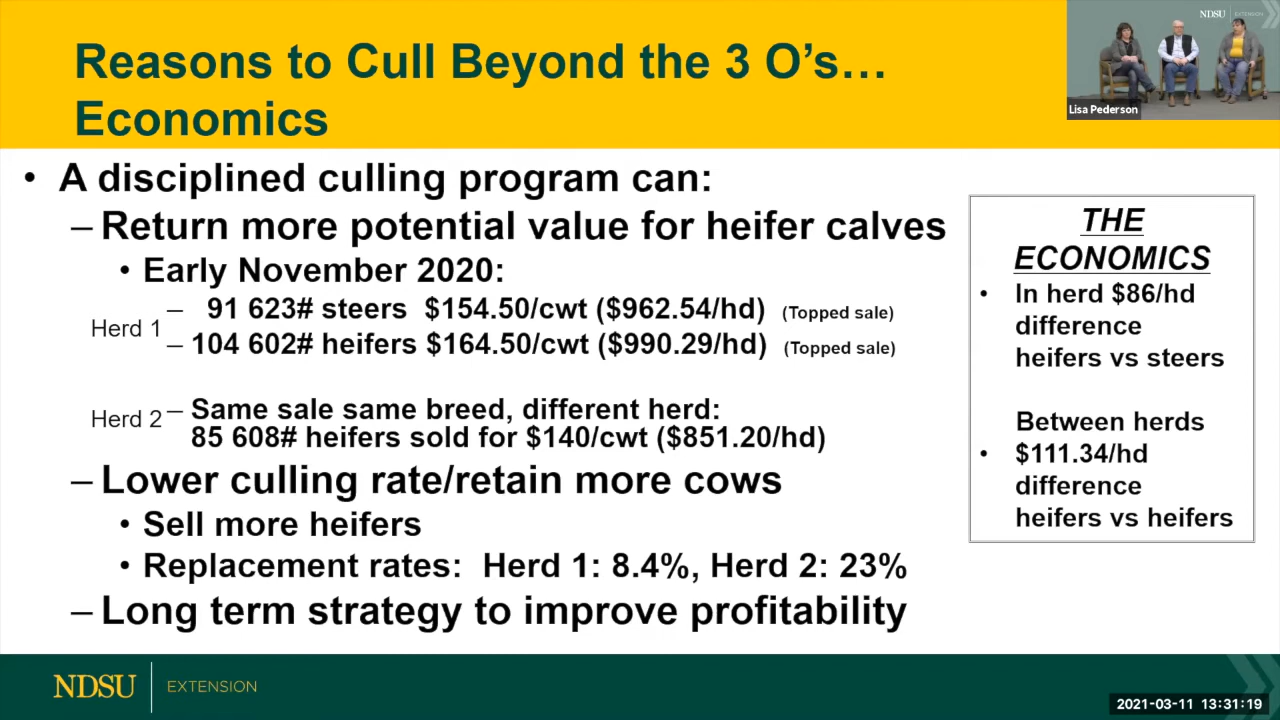 Reasons to Cull Beyond the 3 O's…
Economics
NDSU EXTENSION
Lisa Pederson
• A disciplined culling program can:
– Return more potential value for heifer calves
• Early November 2020:
Herd 1
– 91 623# steers $154.50/cwt ($962.54/hd) (Topped sale)
– 104 602# heifers $164.50/cwt ($990.29/hd) (Topped sale)
Herd 2
– Same sale same breed, different herd:
85 608# heifers sold for $140/cwt ($851.20/hd)
– Lower culling rate/retain more cows
• Sell more heifers
• Replacement rates: Herd 1: 8.4%, Herd 2: 23%
– Long term strategy to improve profitability
THE
ECONOMICS
• In herd $86/hd
difference
heifers vs steers
Between herds
• $111.34/hd
difference
heifers vs heifers
NDSU EXTENSION
2021-03-11 13:31:19